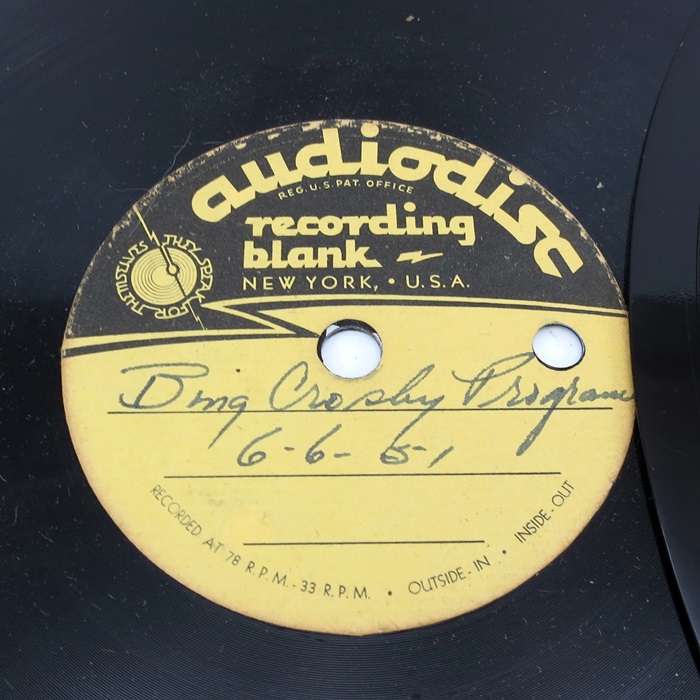 audiodisc
REG. U.S. PAT. OFFICE
recording
blank
NEW YORK, • U.S.A.
THEY SPEAK FOR THEMSELVES
Bing Crosby Program
6-6-51
RECORDED AT 78 R.P.M. - 33 R.P.M. • OUTSIDE - IN • INSIDE - OUT